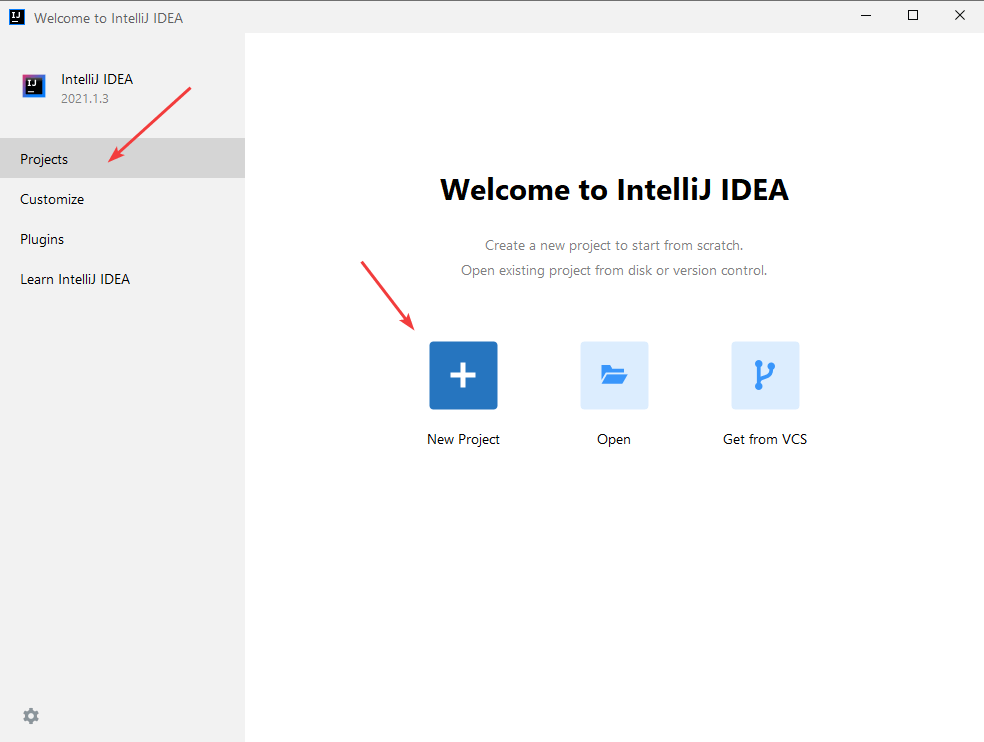 Welcome to IntelliJ IDEA
IntelliJ IDEA
2021.1.3
Projects
Customize
Plugins
Learn IntelliJ IDEA
Welcome to IntelliJ IDEA
Create a new project to start from scratch.
Open existing project from disk or version control.
New Project
Open
Get from VCS